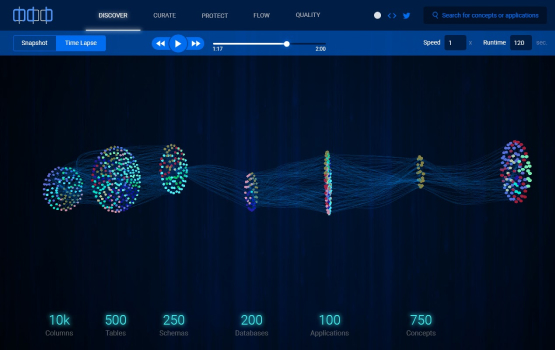 DISCOVER CURATE PROTECT FLOW QUALITY
Search for concepts or applications
Snapshot Time Lapse
Speed 1 s Runtime 120 sec.
1:17 2:00
10k 500 250 200 100 750
Columns Tables Schemas Databases Applications Concepts